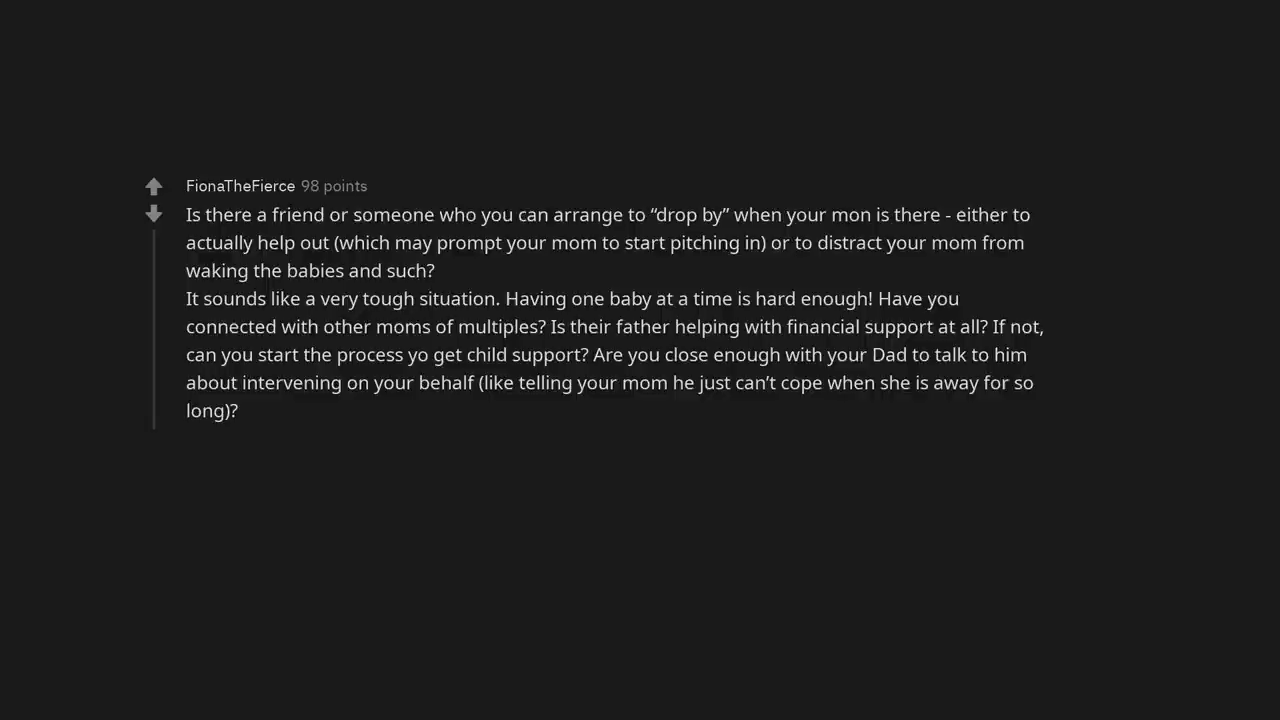 FionaTheFierce 98 points
Is there a friend or someone who you can arrange to “drop by” when your mon is there - either to
actually help out (which may prompt your mom to start pitching in) or to distract your mom from
waking the babies and such?
It sounds like a very tough situation. Having one baby at a time is hard enough! Have you
connected with other moms of multiples? Is their father helping with financial support at all? If not,
can you start the process yo get child support? Are you close enough with your Dad to talk to him
about intervening on your behalf (like telling your mom he just can’t cope when she is away for so
long)?